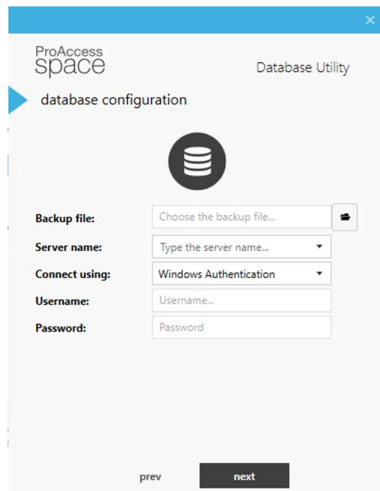 ProAccess
space
Database Utility
database configuration
Backup file: Choose the backup file...
Server name: Type the server name...
Connect using: Windows Authentication
Username: Username...
Password: Password
prev next